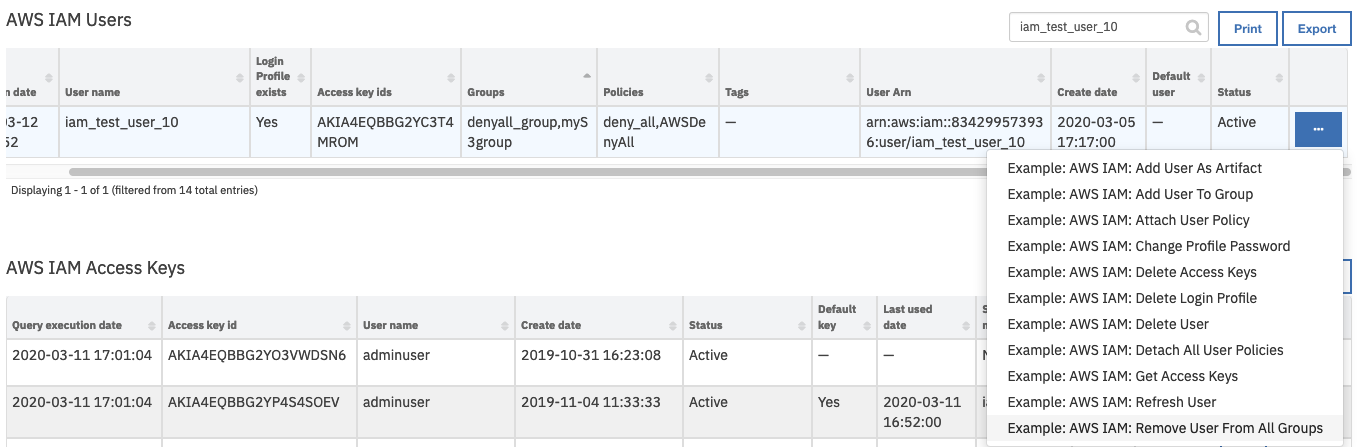 AWS IAM Users
iam_test_user_10
Print
Export
n date
User name
Login
Profile
exists
Access key ids
Groups
Policies
Tags
User Arn
Create date
Default
user
Status
03-12
52
iam_test_user_10
Yes
AKIA4EQBBG2YC3T4
MROM
denyall_group,myS
3group
deny_all,AWSDe
nyAll
—
arn:aws:iam::83429957393
6:user/iam_test_user_10
2020-03-05
17:17:00
—
Active
...
Displaying 1 - 1 of 1 (filtered from 14 total entries)
Example: AWS IAM: Add User As Artifact
Example: AWS IAM: Add User To Group
Example: AWS IAM: Attach User Policy
Example: AWS IAM: Change Profile Password
Example: AWS IAM: Delete Access Keys
Example: AWS IAM: Delete Login Profile
Example: AWS IAM: Delete User
Example: AWS IAM: Detach All User Policies
Example: AWS IAM: Get Access Keys
Example: AWS IAM: Refresh User
Example: AWS IAM: Remove User From All Groups
AWS IAM Access Keys
Query execution date
Access key id
User name
Create date
Status
Default
key
Last used
date
2020-03-11 17:01:04
AKIA4EQBBG2YO3VWDSN6
adminuser
2019-10-31 16:23:08
Active
—
—
2020-03-11 17:01:04
AKIA4EQBBG2YP4S4SOEV
adminuser
2019-11-04 11:33:33
Active
Yes
2020-03-11
16:52:00